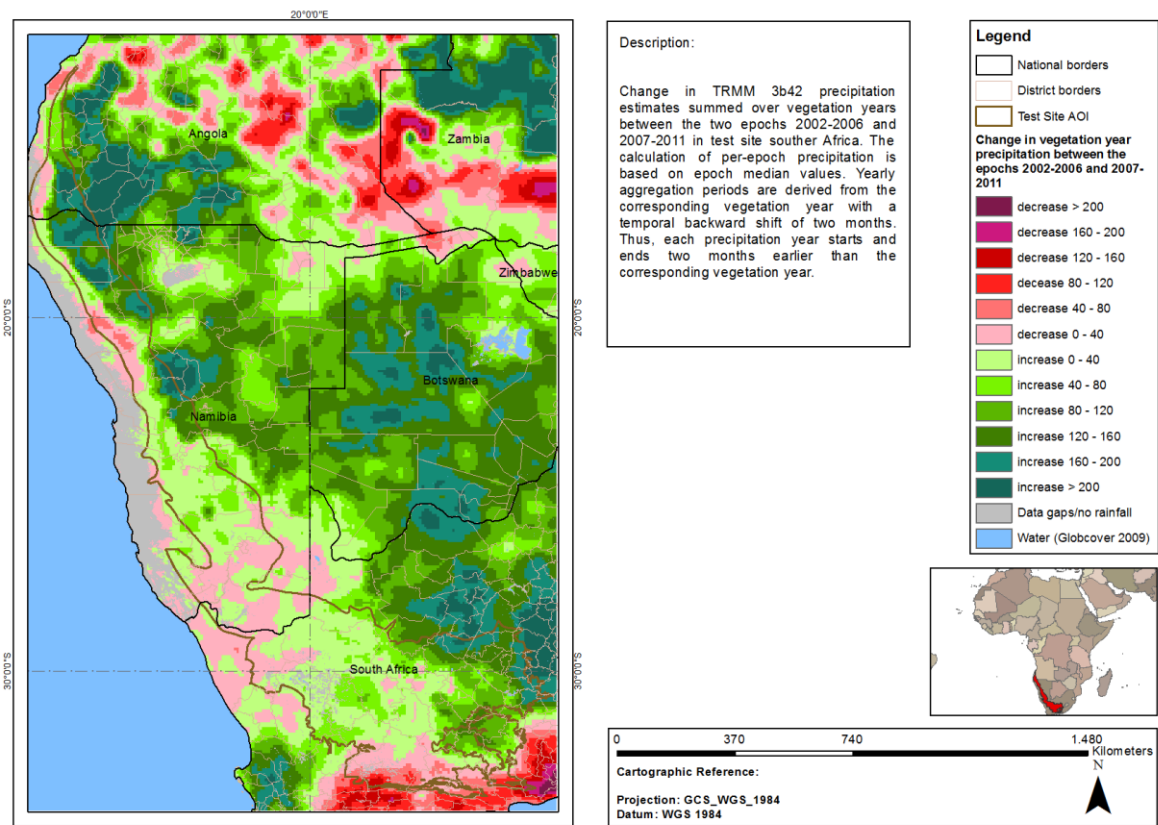 20°0'0"E
Angola
Zambia
Zimbabwe
20°0'0"S
20°0'0"S
Botswana
Namibia
30°0'0"S
30°0'0"S
South Africa
Description:
Change in TRMM 3b42 precipitation
estimates summed over vegetation years
between the two epochs 2002-2006 and
2007-2011 in test site souther Africa. The
calculation of per-epoch precipitation is
based on epoch median values. Yearly
aggregation periods are derived from the
corresponding vegetation year with a
temporal backward shift of two months.
Thus, each precipitation year starts and
ends two months earlier than the
corresponding vegetation year.
Legend
National borders
District borders
Test Site AOI
Change in vegetation year
precipitation between the
epochs 2002-2006 and 2007-
2011
decrease > 200
decrease 160 - 200
decrease 120 - 160
decease 80 - 120
decrease 40 - 80
decrease 0 - 40
increase 0 - 40
increase 40 - 80
increase 80 - 120
increase 120 - 160
increase 160 - 200
increase > 200
Data gaps/no rainfall
Water (Globcover 2009)
0 370 740 1.480
Kilometers
N
Cartographic Reference:
Projection: GCS_WGS_1984
Datum: WGS 1984